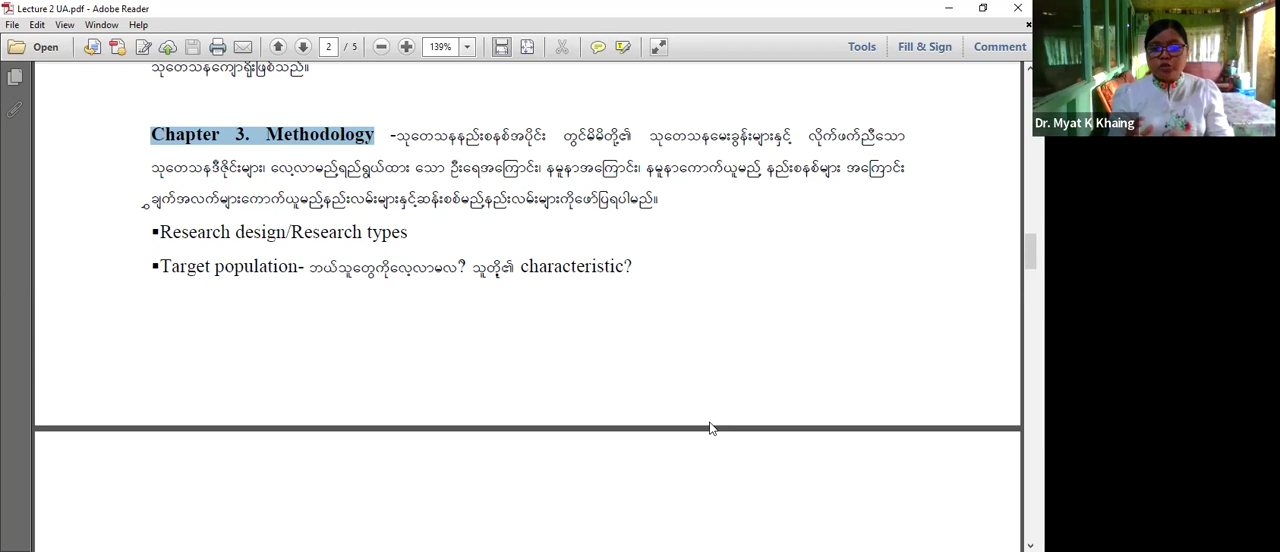 Lecture 2 UA.pdf - Adobe Reader
File Edit View Window Help
Open 2 / 5 139% Tools Fill & Sign Comment
Dr. Myat K Khaing
သုတေသနကျောရိုးဖြစ်သည်။
Chapter 3. Methodology -သုတေသနနည်းစနစ်အပိုင်း တွင်မိမိတို့၏ သုတေသနမေးခွန်းများနှင့် လိုက်ဖက်ညီသော
သုတေသနဒီဇိုင်းများ၊ လေ့လာမည့်ရည်ရွယ်ထား သော ဦးရေအကြောင်း၊ နမူနာအကြောင်း၊ နမူနာကောက်ယူမည့် နည်းစနစ်များ အကြောင်း
ချက်အလက်များကောက်ယူမည့်နည်းလမ်းများနှင့်ဆန်းစစ်မည့်နည်းလမ်းများကိုဖော်ပြရပါမည်။
▪Research design/Research types
▪Target population- ဘယ်သူတွေကိုလေ့လာမလဲ? သူတို့၏ characteristic?